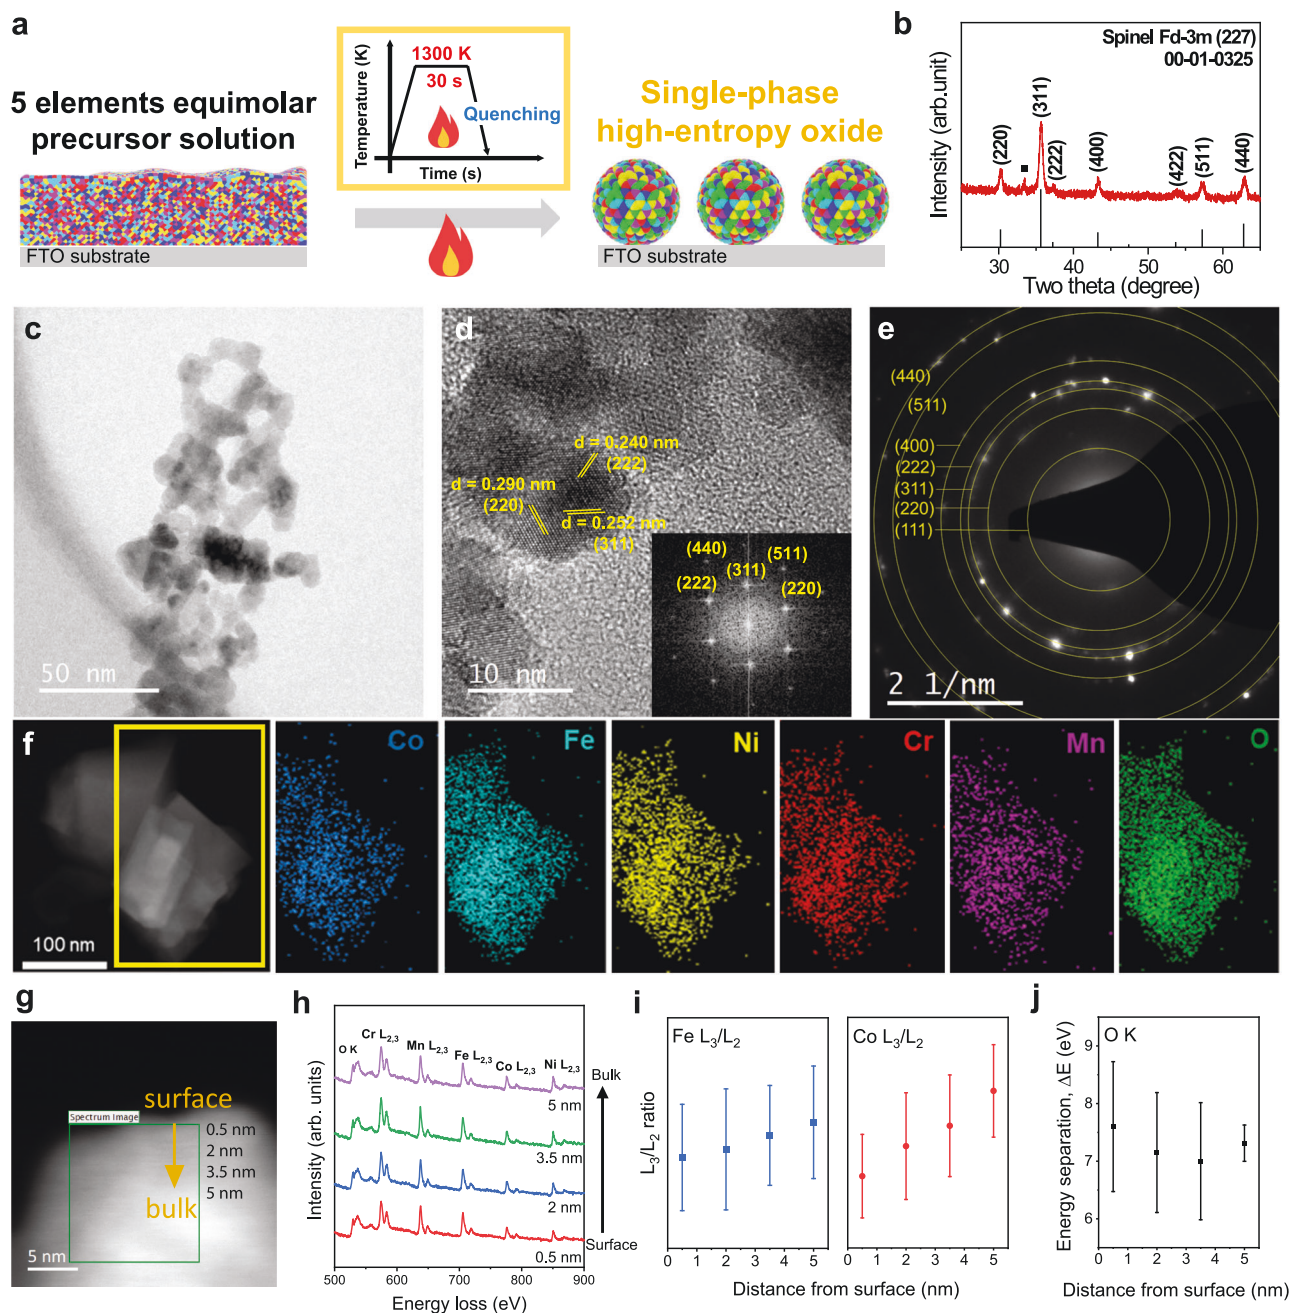 a
5 elements equimolar
precursor solution
FTO substrate
Temperature (K)
1300 K
30 s
Quenching
Time (s)
Single-phase
high-entropy oxide
FTO substrate
b
Spinel Fd-3m (227)
00-01-0325
Intensity (arb.unit)
(220)
(311)
(222)
(400)
(422)
(511)
(440)
30
40
50
60
Two theta (degree)
c
50 nm
d
d = 0.240 nm
(222)
d = 0.290 nm
(220)
d = 0.252 nm
(311)
(440)
(511)
(311)
(222)
(220)
10 nm
e
(440)
(511)
(400)
(222)
(311)
(220)
(111)
2 1/nm
f
100 nm
Co
Fe
Ni
Cr
Mn
O
g
surface
Spectrum Image
0.5 nm
2 nm
3.5 nm
5 nm
bulk
5 nm
h
Intensity (arb. units)
O K
Cr L2,3
Mn L2,3
Fe L2,3
Co L2,3
Ni L2,3
Bulk
5 nm
3.5 nm
2 nm
0.5 nm
Surface
500
600
700
800
900
Energy loss (eV)
i
Fe L3/L2
Co L3/L2
L3/L2 ratio
0 1 2 3 4 5
0 1 2 3 4 5
Distance from surface (nm)
j
O K
Energy separation, ΔE (eV)
9
8
7
6
0 1 2 3 4 5
Distance from surface (nm)